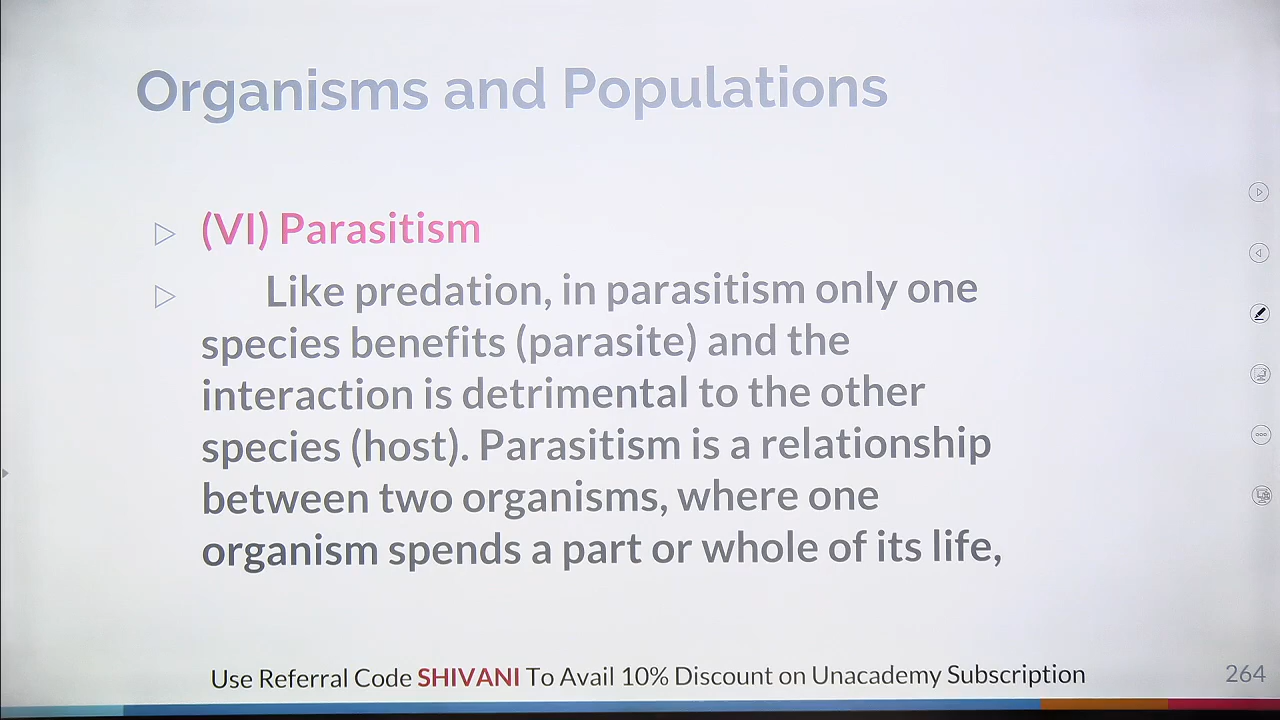 Organisms and Populations
(VI) Parasitism
Like predation, in parasitism only one
species benefits (parasite) and the
interaction is detrimental to the other
species (host). Parasitism is a relationship
between two organisms, where one
organism spends a part or whole of its life,
Use Referral Code SHIVANI To Avail 10% Discount on Unacademy Subscription
264